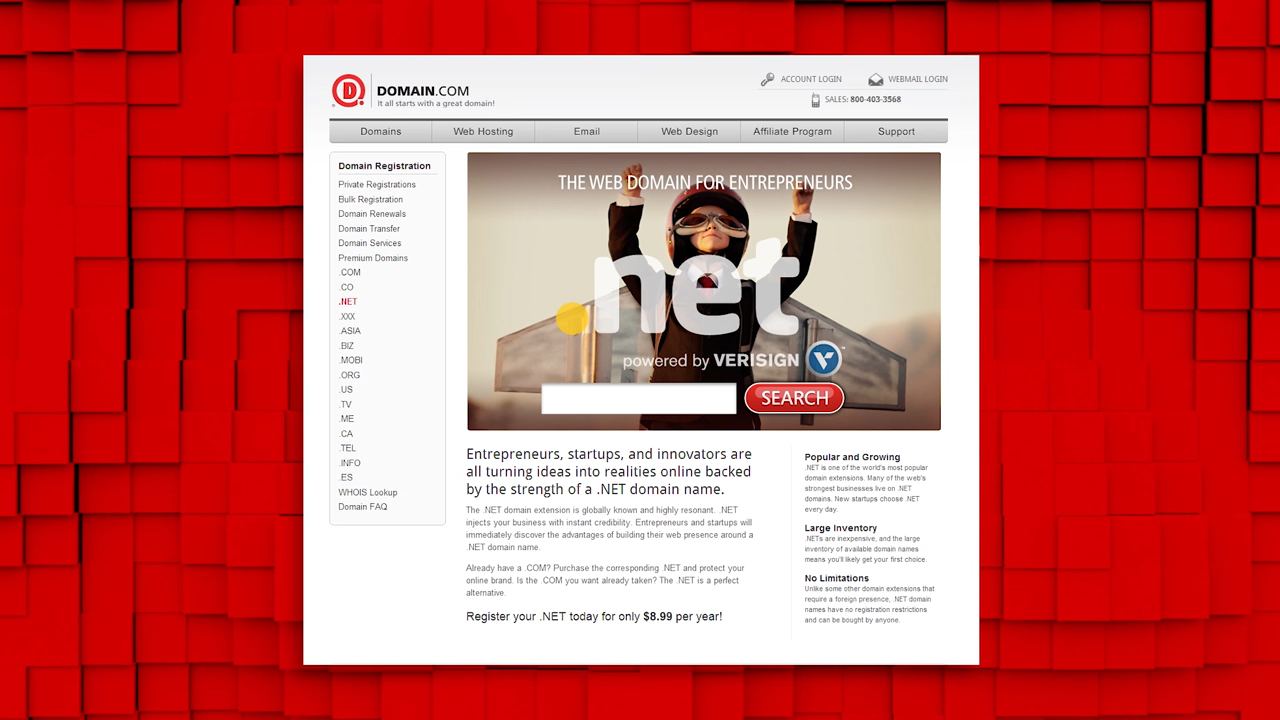 DOMAIN.COM
It all starts with a great domain!
ACCOUNT LOGIN
WEBMAIL LOGIN
SALES: 800-403-3568
Domains
Web Hosting
Email
Web Design
Affiliate Program
Support
Domain Registration
Private Registrations
Bulk Registration
Domain Renewals
Domain Transfer
Domain Services
Premium Domains
.COM
.CO
.NET
.XXX
.ASIA
.BIZ
.MOBI
.ORG
.US
.TV
.ME
.CA
.TEL
.INFO
.ES
WHOIS Lookup
Domain FAQ
THE WEB DOMAIN FOR ENTREPRENEURS
.net
powered by VERISIGN ™
SEARCH
Entrepreneurs, startups, and innovators are
all turning ideas into realities online backed
by the strength of a .NET domain name.
The .NET domain extension is globally known and highly resonant. .NET
injects your business with instant credibility. Entrepreneurs and startups will
immediately discover the advantages of building their web presence around a
.NET domain name.
Already have a .COM? Purchase the corresponding .NET and protect your
online brand. Is the .COM you want already taken? The .NET is a perfect
alternative.
Register your .NET today for only $8.99 per year!
Popular and Growing
.NET is one of the world's most popular
domain extensions. Many of the web's
strongest businesses live on .NET
domains. New startups choose .NET
every day.
Large Inventory
.NETs are inexpensive, and the large
inventory of available domain names
means you'll likely get your first choice.
No Limitations
Unlike some other domain extensions that
require a foreign presence, .NET domain
names have no registration restrictions
and can be bought by anyone.